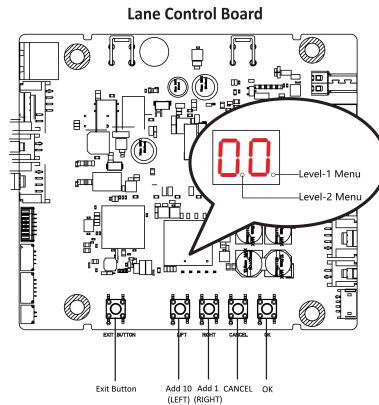 Lane Control Board
00
Level-1 Menu
Level-2 Menu
EXIT BUTTON LIFT RIGHT CANCEL OK
Exit Button Add 10 Add 1 CANCEL OK
(LEFT) (RIGHT)